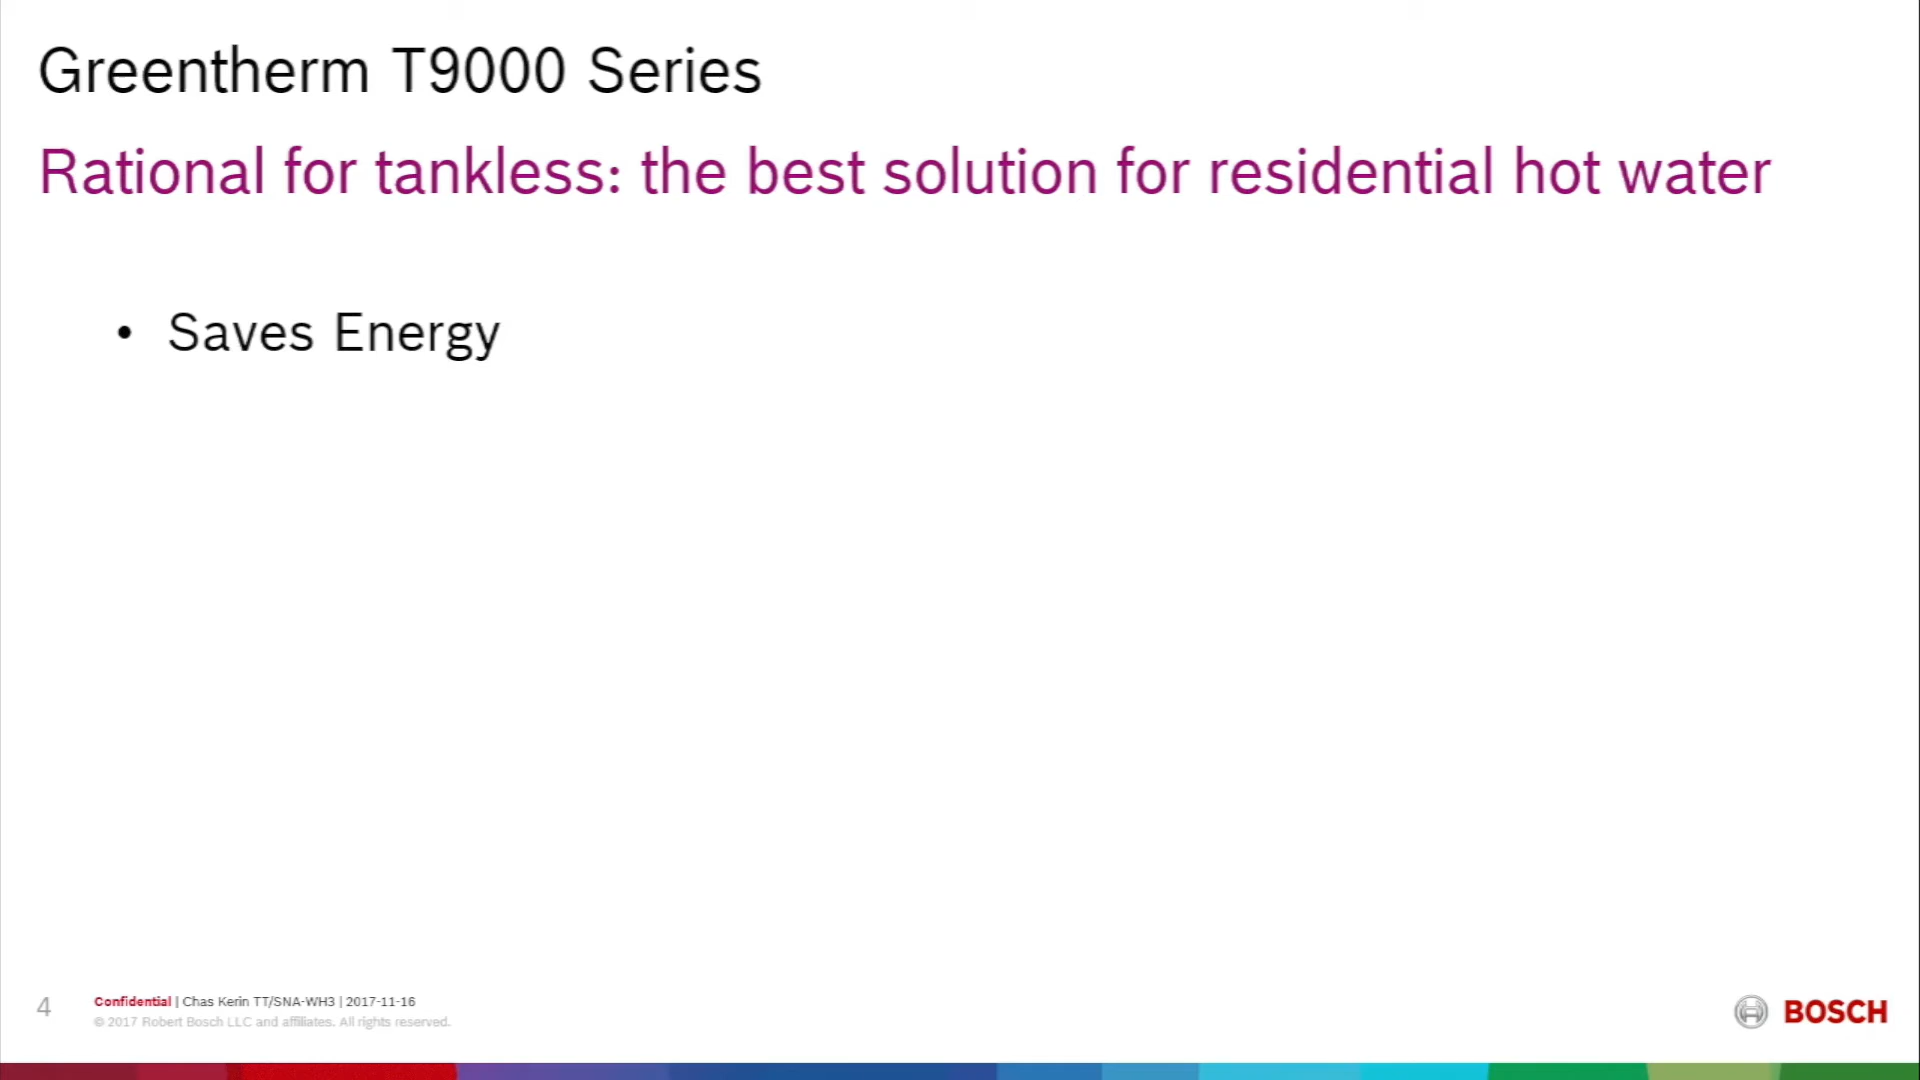 Greentherm T9000 Series
Rational for tankless: the best solution for residential hot water
• Saves Energy
4
Confidential | Chas Kerin TT/SNA-WH3 | 2017-11-16
© 2017 Robert Bosch LLC and affiliates. All rights reserved.
BOSCH